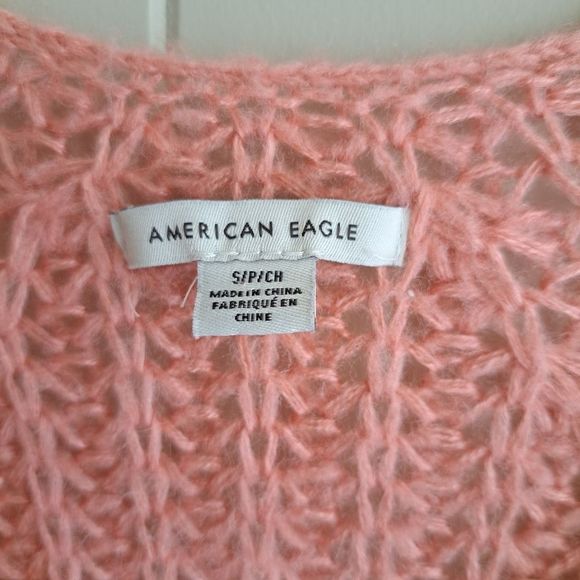 AMERICAN EAGLE
S/P/CH
MADE IN CHINA
FABRIQUÉ EN
CHINE